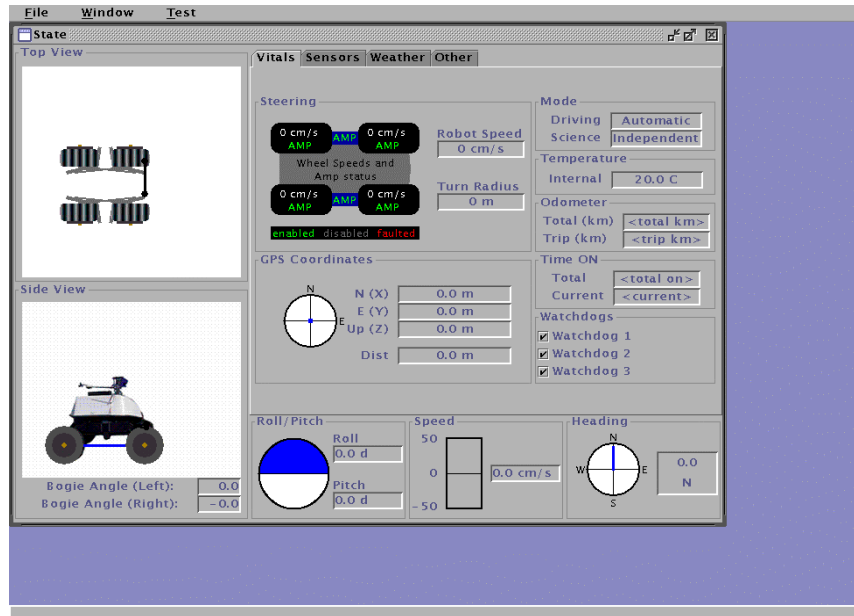 File Window Test
State
Top View
Vitals Sensors Weather Other
Steering
0 cm/s AMP 0 cm/s
AMP AMP
Wheel Speeds and
Amp status
0 cm/s AMP 0 cm/s
AMP AMP
enabled disabled faulted
Robot Speed
0 cm/s
Turn Radius
0 m
Mode
Driving Automatic
Science Independent
Temperature
Internal 20.0 C
Odometer
Total (km) <total km>
Trip (km) <trip km>
GPS Coordinates
N
E
N (X) 0.0 m
E (Y) 0.0 m
Up (Z) 0.0 m
Dist 0.0 m
Time ON
Total <total on>
Current <current>
Watchdogs
Watchdog 1
Watchdog 2
Watchdog 3
Side View
Bogie Angle (Left): 0.0
Bogie Angle (Right): -0.0
Roll/Pitch
Roll
0.0 d
Pitch
0.0 d
Speed
50
0
-50
0.0 cm/s
Heading
N
W E
S
0.0
N